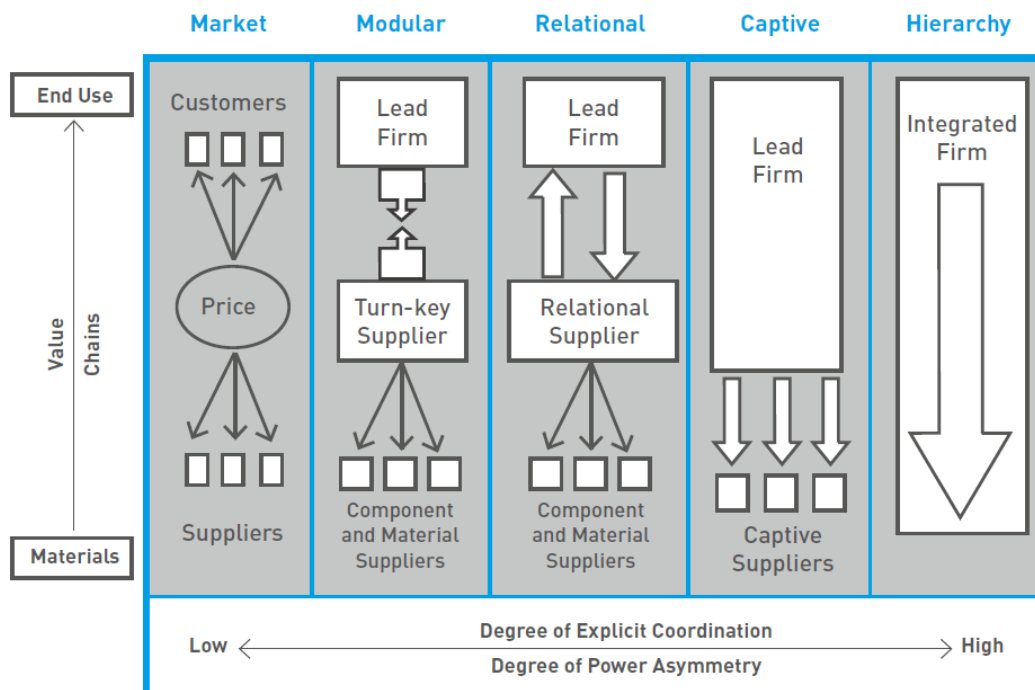 Market
Modular
Relational
Captive
Hierarchy
End Use
Value
Chains
Materials
Customers
Price
Suppliers
Lead
Firm
Turn-key
Supplier
Component
and Material
Suppliers
Lead
Firm
Relational
Supplier
Component
and Material
Suppliers
Lead
Firm
Captive
Suppliers
Integrated
Firm
Degree of Explicit Coordination
Low
High
Degree of Power Asymmetry